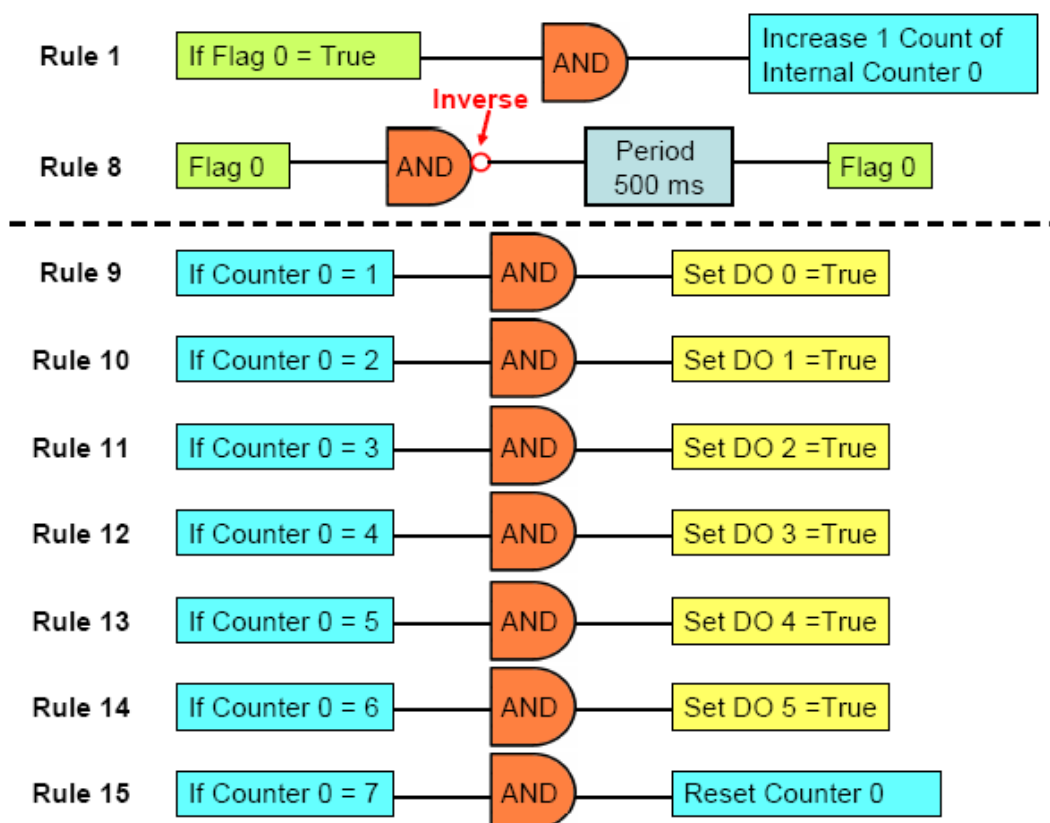 Rule 1
If Flag 0 = True
AND
Increase 1 Count of
Internal Counter 0
Inverse
Rule 8
Flag 0
AND
Period
500 ms
Flag 0
Rule 9
If Counter 0 = 1
AND
Set DO 0 =True
Rule 10
If Counter 0 = 2
AND
Set DO 1 =True
Rule 11
If Counter 0 = 3
AND
Set DO 2 =True
Rule 12
If Counter 0 = 4
AND
Set DO 3 =True
Rule 13
If Counter 0 = 5
AND
Set DO 4 =True
Rule 14
If Counter 0 = 6
AND
Set DO 5 =True
Rule 15
If Counter 0 = 7
AND
Reset Counter 0